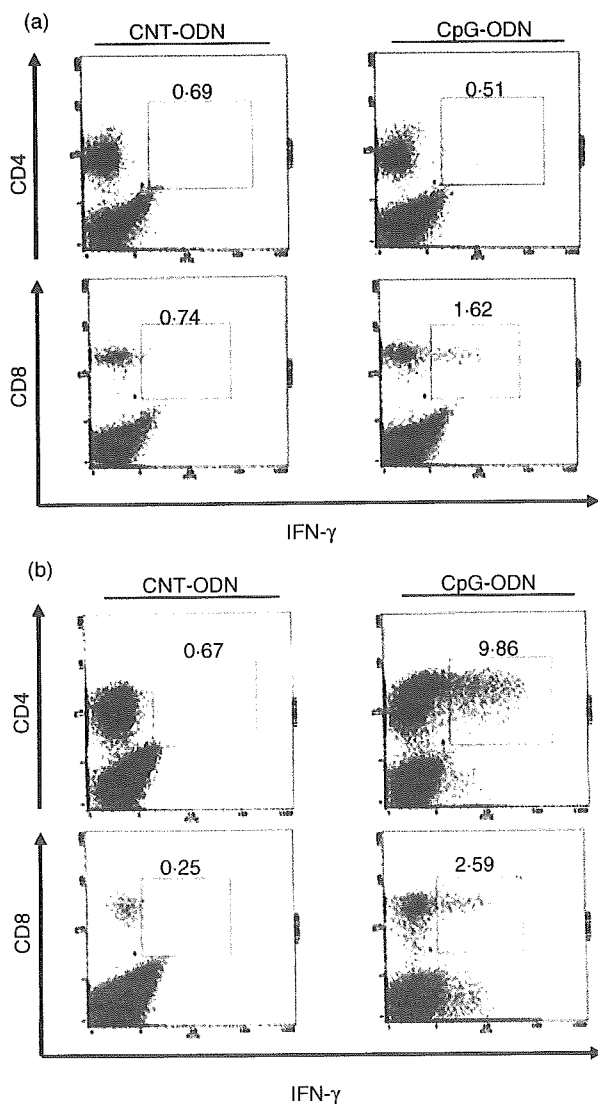 (a)
CNT-ODN CpG-ODN
CD4
0·69 0·51
CD8
0·74 1·62
IFN-γ
(b)
CNT-ODN CpG-ODN
CD4
0·67 9·86
CD8
0·25 2·59
IFN-γ